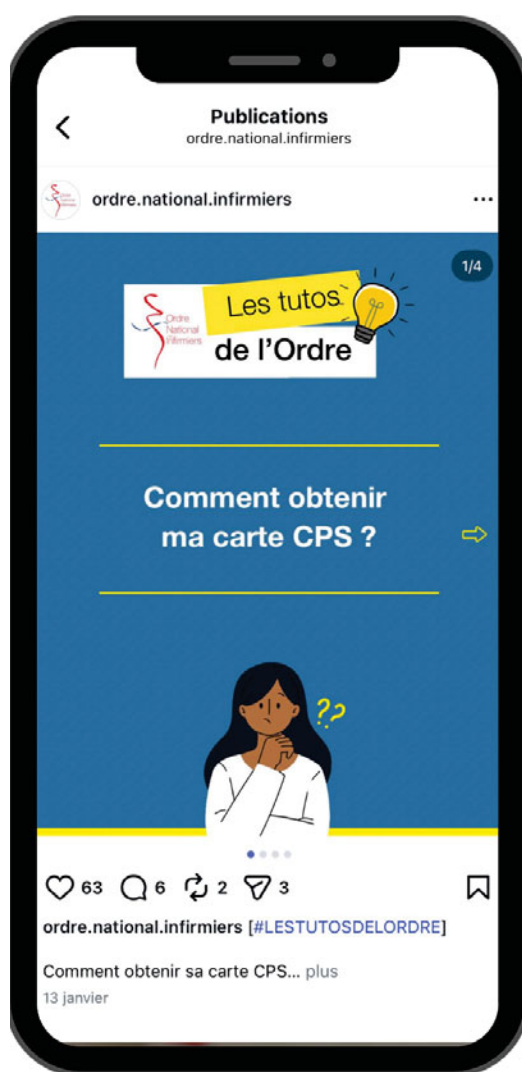 Publications
ordre.national.infirmiers
ordre.national.infirmiers
1/4
Ordre
National
Infirmiers
Les tutos
de l'Ordre
Comment obtenir
ma carte CPS ?
??
63 6 2 3
ordre.national.infirmiers [#LESTUTOSDELORDRE]
Comment obtenir sa carte CPS... plus
13 janvier